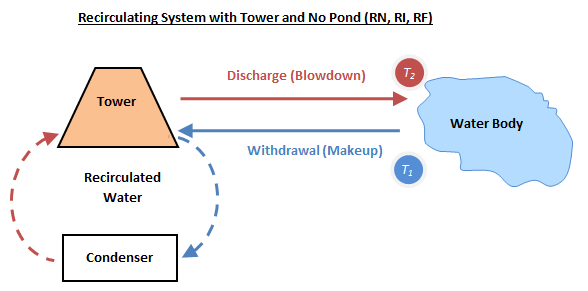 Recirculating System with Tower and No Pond (RN, RI, RF)
Discharge (Blowdown)
T2
Tower
Water Body
Withdrawal (Makeup)
T1
Recirculated
Water
Condenser